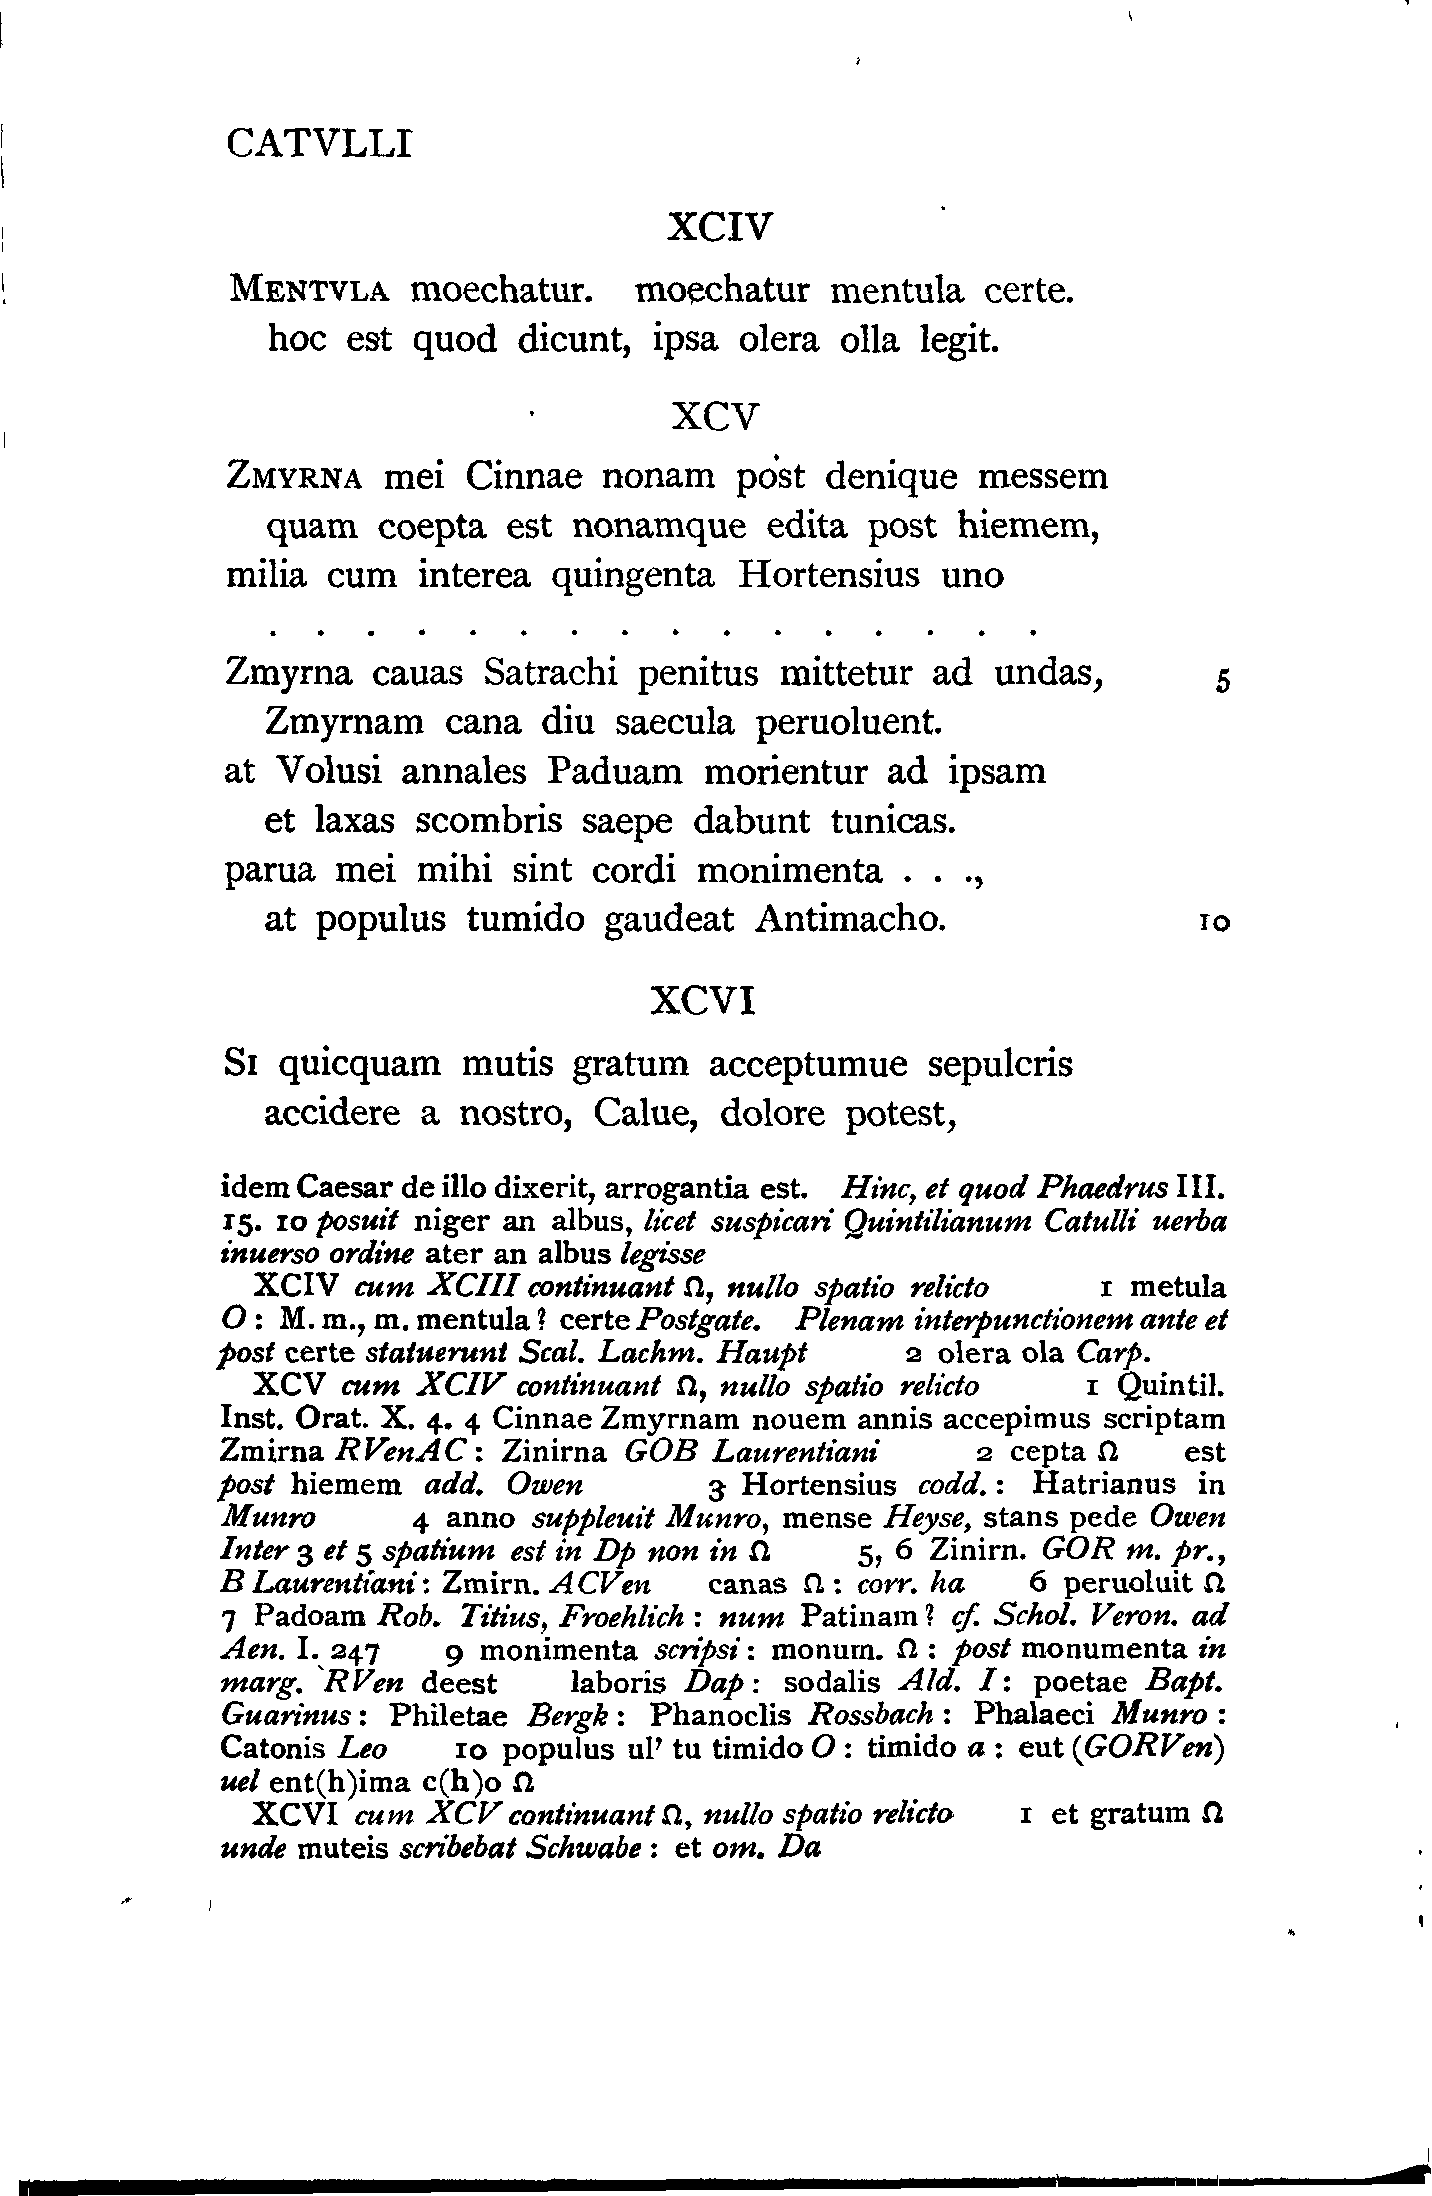 CATVLLI
XCIV
MENTVLA moechatur. moechatur mentula certe.
hoc est quod dicunt, ipsa olera olla legit.
XCV
ZMYRNA mei Cinnae nonam post denique messem
quam coepta est nonamque edita post hiemem,
milia cum interea quingenta Hortensius uno
. . . . . . . . . . . . . . . .
Zmyrna cauas Satrachi penitus mittetur ad undas, 5
Zmyrnam cana diu saecula peruoluent.
at Volusi annales Paduam morientur ad ipsam
et laxas scombris saepe dabunt tunicas.
parua mei mihi sint cordi monimenta . . .,
at populus tumido gaudeat Antimacho. 10
XCVI
SI quicquam mutis gratum acceptumue sepulcris
accidere a nostro, Calue, dolore potest,
idem Caesar de illo dixerit, arrogantia est. Hinc, et quod Phaedrus III.
15. 10 posuit niger an albus, licet suspicari Quintilianum Catulli uerba
inuerso ordine ater an albus legisse
XCIV cum XCIII continuant Ω, nullo spatio relicto 1 metula
O : M. m., m. mentula? certe Postgate. Plenam interpunctionem ante et
post certe statuerunt Scal. Lachm. Haupt 2 olera ola Carp.
XCV cum XCIV continuant Ω, nullo spatio relicto 1 Quintil.
Inst. Orat. X. 4. 4 Cinnae Zmyrnam nouem annis accepimus scriptam
Zmirna RVenAC : Zinirna GOB Laurentiani 2 cepta Ω est
post hiemem add. Owen 3 Hortensius codd. : Hatrianus in
Munro 4 anno suppleuit Munro, mense Heyse, stans pede Owen
Inter 3 et 5 spatium est in Dp non in Ω 5, 6 Zinirn. GOR m. pr.,
B Laurentiani : Zmirn. ACVen canas Ω : corr. ha 6 peruoluit Ω
7 Padoam Rob. Titius, Froehlich : num Patinam? cf. Schol. Veron. ad
Aen. I. 247 9 monimenta scripsi : monum. Ω : post monumenta in
marg. RVen deest laboris Dap : sodalis Ald. I : poetae Bapt.
Guarinus : Philetae Bergk : Phanoclis Rossbach : Phalaeci Munro :
Catonis Leo 10 populus ul' tu timido O : timido a : eut (GORVen)
uel ent(h)ima c(h)o Ω
XCVI cum XCV continuant Ω, nullo spatio relicto 1 et gratum Ω
unde muteis scribebat Schwabe : et om. Da